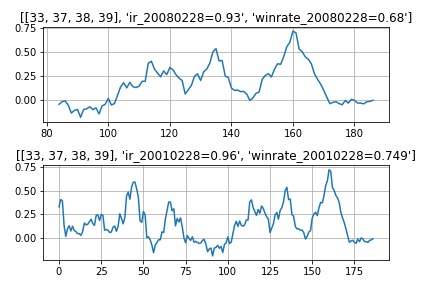 [[33, 37, 38, 39], 'ir_20080228=0.93', 'winrate_20080228=0.68']
0.75
0.50
0.25
0.00
80 100 120 140 160 180
[[33, 37, 38, 39], 'ir_20010228=0.96', 'winrate_20010228=0.749']
0.75
0.50
0.25
0.00
0 25 50 75 100 125 150 175